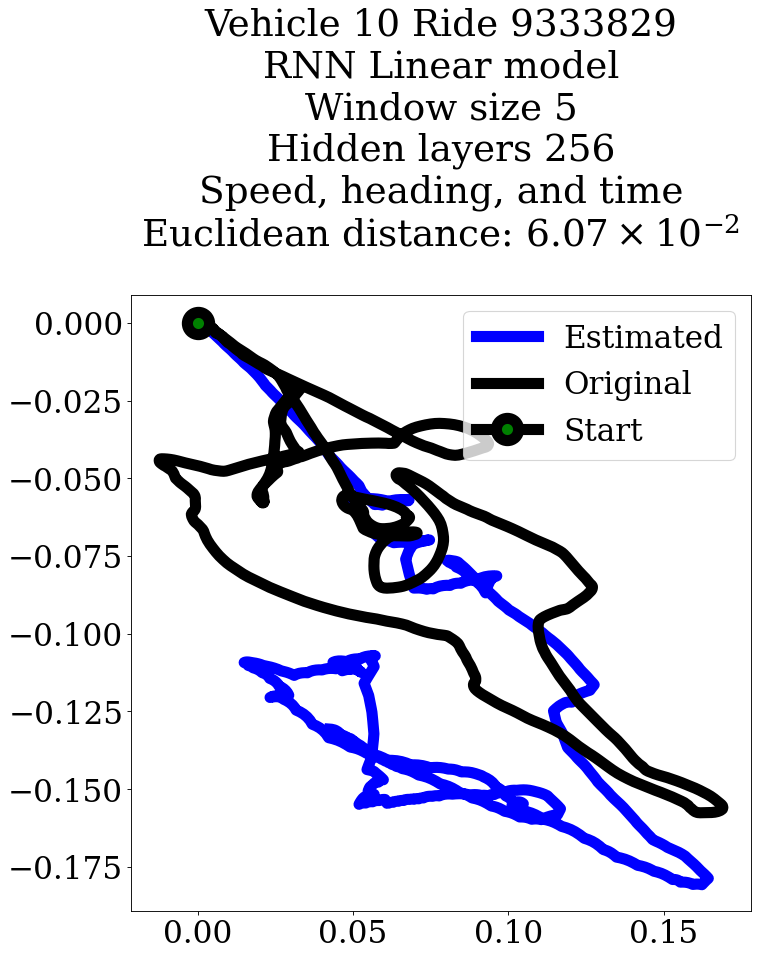 Vehicle 10 Ride 9333829
RNN Linear model
Window size 5
Hidden layers 256
Speed, heading, and time
Euclidean distance: 6.07 × 10⁻²
Estimated
Original
Start
0.000
−0.025
−0.050
−0.075
−0.100
−0.125
−0.150
−0.175
0.00 0.05 0.10 0.15